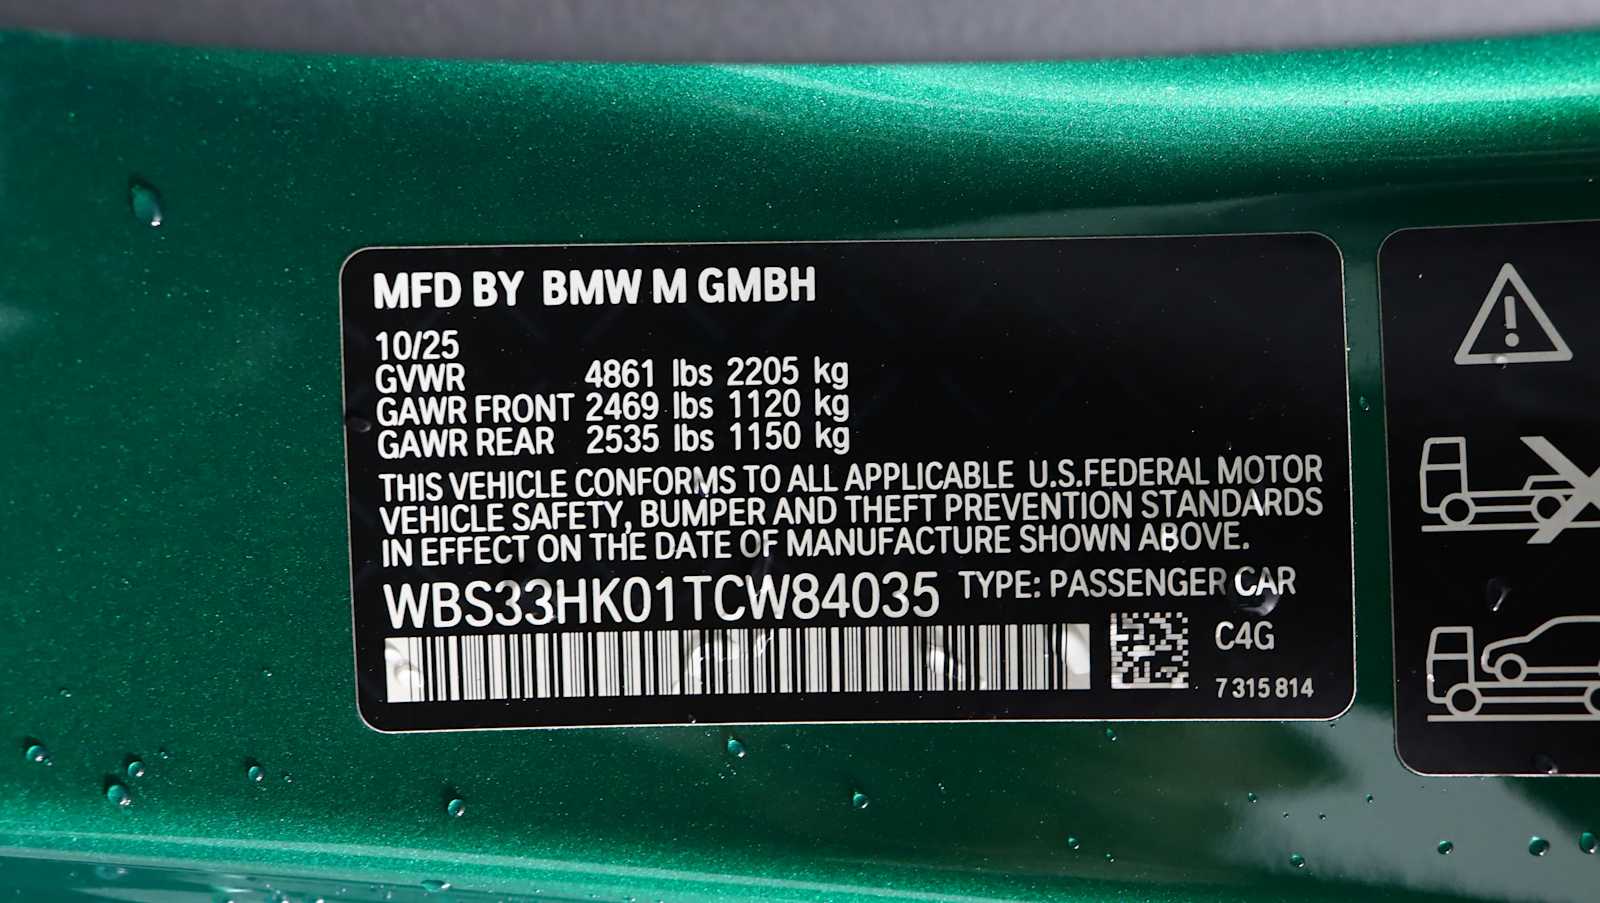 MFD BY BMW M GMBH
10/25
GVWR 4861 lbs 2205 kg
GAWR FRONT 2469 lbs 1120 kg
GAWR REAR 2535 lbs 1150 kg
THIS VEHICLE CONFORMS TO ALL APPLICABLE U.S.FEDERAL MOTOR
VEHICLE SAFETY, BUMPER AND THEFT PREVENTION STANDARDS
IN EFFECT ON THE DATE OF MANUFACTURE SHOWN ABOVE.
WBS33HK01TCW84035 TYPE: PASSENGER CAR
C4G
7 315 814